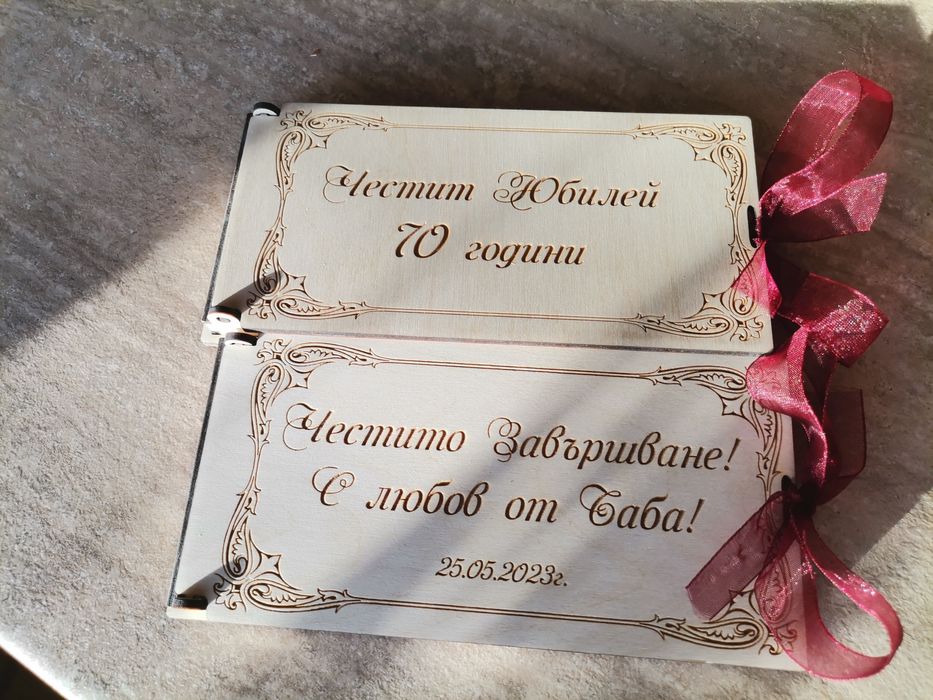 Честит Юбилей
70 години
Честито Завършване!
С любов от Баба!
25.05.2023г.